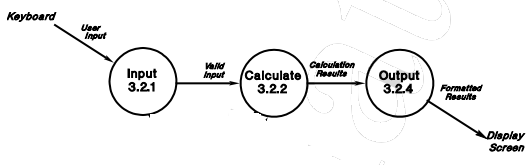 Keyboard
User
Input
Input
3.2.1
Valid
Input
Calculate
3.2.2
Calculation
Results
Output
3.2.4
Formatted
Results
Display
Screen